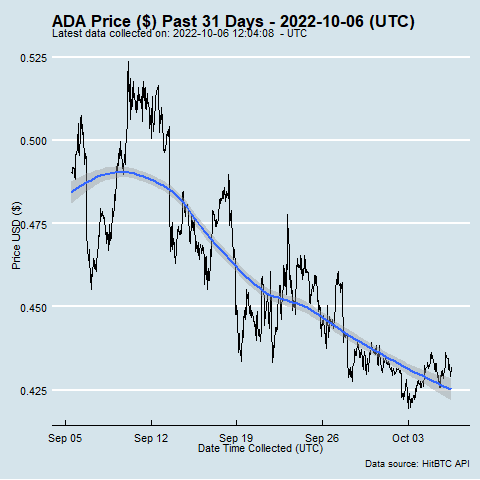 ADA Price ($) Past 31 Days - 2022-10-06 (UTC)
Latest data collected on: 2022-10-06 12:04:08 - UTC
0.525
0.500
0.475
0.450
0.425
Price USD ($)
Sep 05 Sep 12 Sep 19 Sep 26 Oct 03
Date Time Collected (UTC)
Data source: HitBTC API